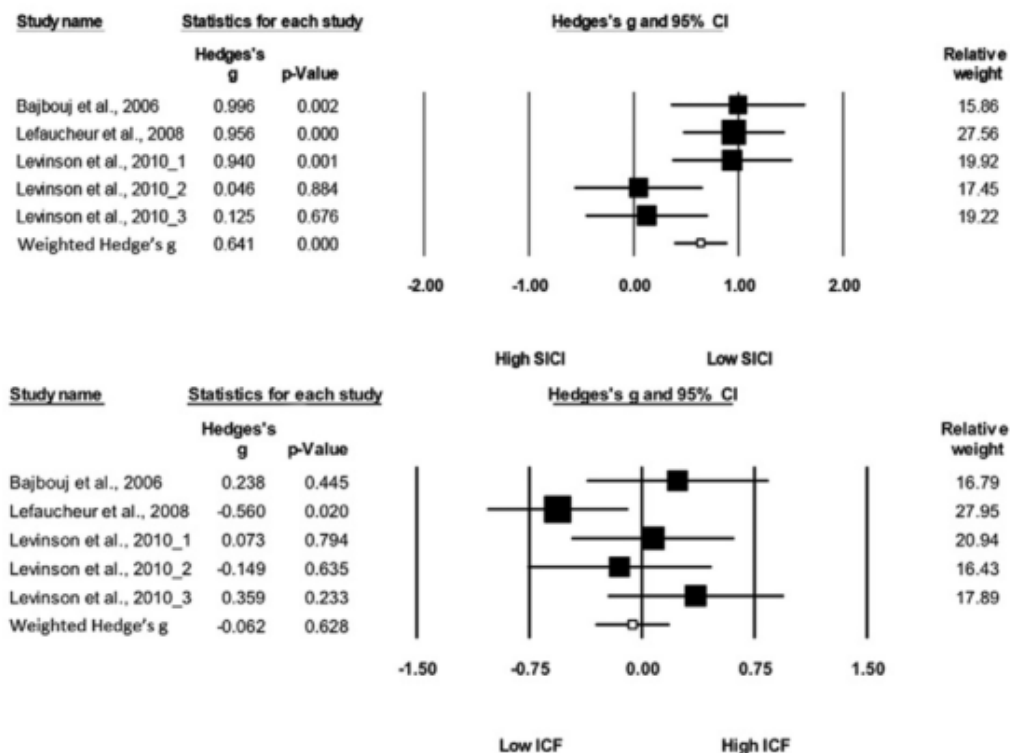 Study name Statistics for each study Hedges's g and 95% CI
Hedges's Relative
g p-Value weight
Bajbouj et al., 2006 0.996 0.002 15.86
Lefaucheur et al., 2008 0.956 0.000 27.56
Levinson et al., 2010_1 0.940 0.001 19.92
Levinson et al., 2010_2 0.046 0.884 17.45
Levinson et al., 2010_3 0.125 0.676 19.22
Weighted Hedge's g 0.641 0.000
-2.00 -1.00 0.00 1.00 2.00
High SICI Low SICI
Study name Statistics for each study Hedges's g and 95% CI
Hedges's Relative
g p-Value weight
Bajbouj et al., 2006 0.238 0.445 16.79
Lefaucheur et al., 2008 -0.560 0.020 27.95
Levinson et al., 2010_1 0.073 0.794 20.94
Levinson et al., 2010_2 -0.149 0.635 16.43
Levinson et al., 2010_3 0.359 0.233 17.89
Weighted Hedge's g -0.062 0.628
-1.50 -0.75 0.00 0.75 1.50
Low ICF High ICF